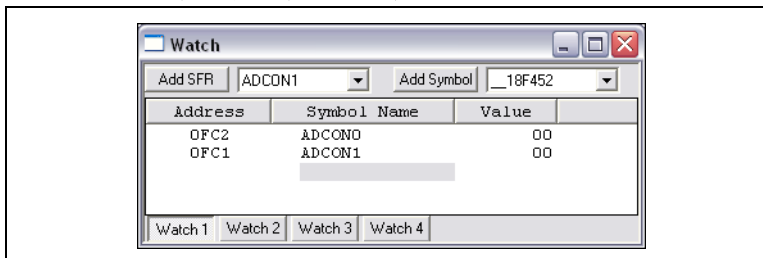 Watch
Add SFR ADCON1 Add Symbol __18F452
Address Symbol Name Value
0FC2 ADCON0 00
0FC1 ADCON1 00
Watch 1 Watch 2 Watch 3 Watch 4